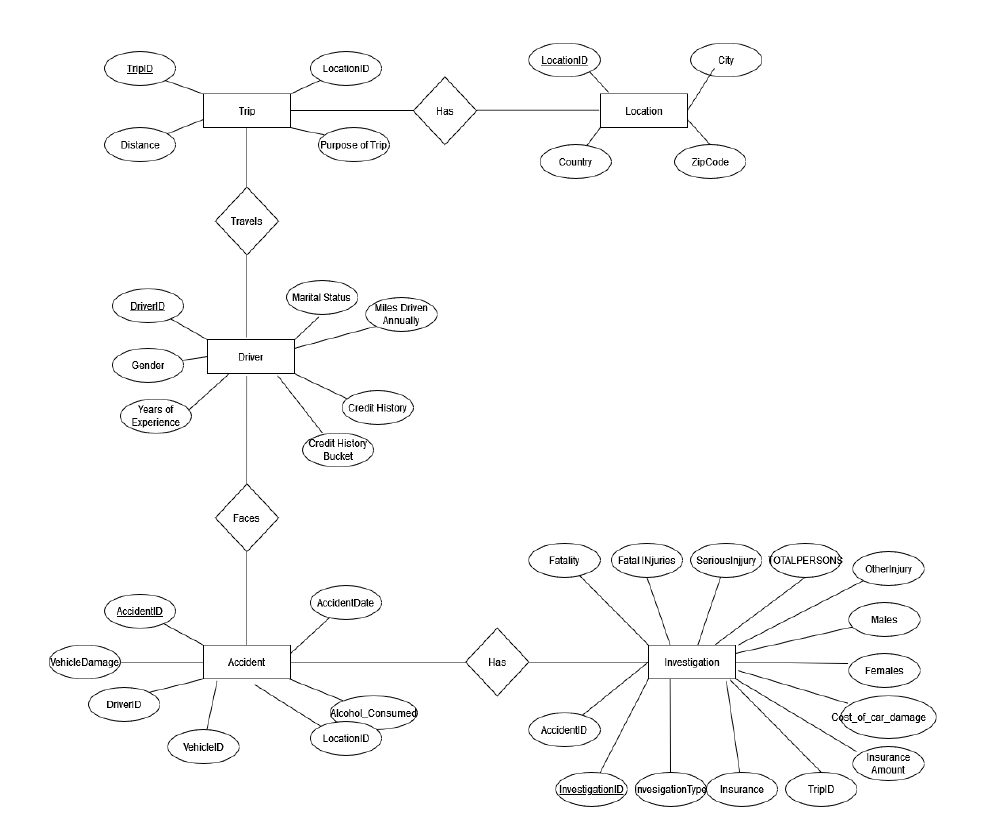 TripID
LocationID
Trip
Distance
Purpose of Trip
Has
LocationID
City
Location
Country
ZipCode
Travels
DriverID
Marital Status
Miles Driven
Annually
Driver
Gender
Years of
Experience
Credit History
Credit History
Bucket
Faces
AccidentID
AccidentDate
Accident
VehicleDamage
DriverID
VehicleID
Alcohol_Consumed
LocationID
Has
Fatality
Fatal INjuries
SeriousInjjury
TOTALPERSONS
OtherInjury
Males
Investigation
Females
Cost_of_car_damage
AccidentID
Insurance
Amount
InvestigationID
nvesigationType
Insurance
TripID